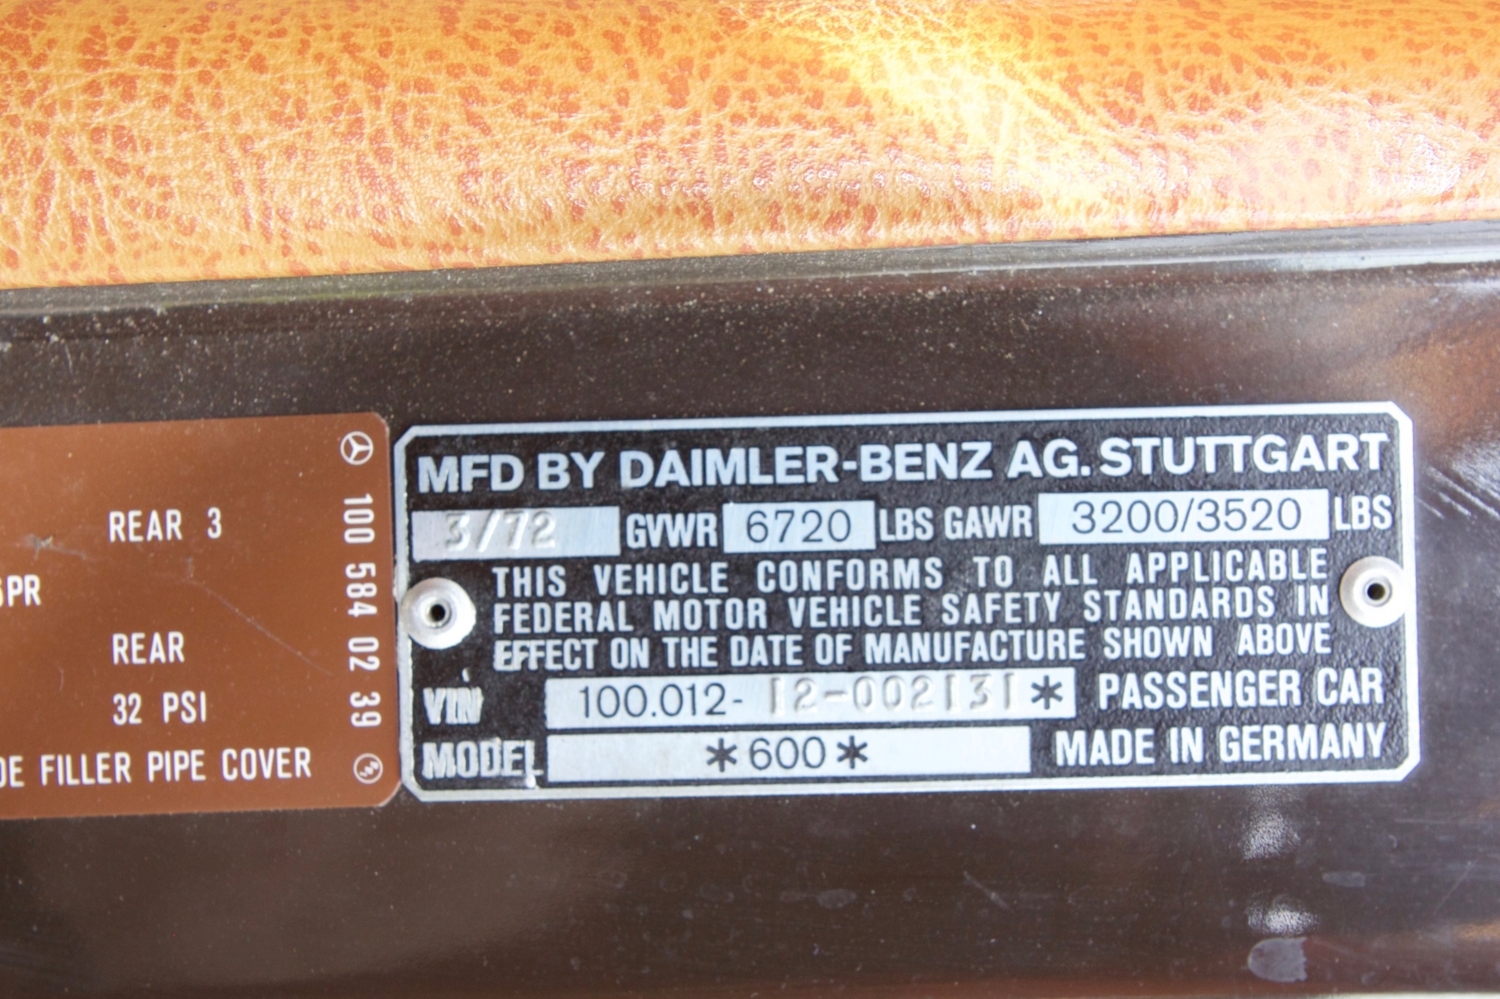 REAR 3
6PR
REAR
32 PSI
DE FILLER PIPE COVER
100 584 02 39
MFD BY DAIMLER-BENZ AG. STUTTGART
3/72 GVWR 6720 LBS GAWR 3200/3520 LBS
THIS VEHICLE CONFORMS TO ALL APPLICABLE
FEDERAL MOTOR VEHICLE SAFETY STANDARDS IN
EFFECT ON THE DATE OF MANUFACTURE SHOWN ABOVE
VIN 100.012- 12-002131* PASSENGER CAR
MODEL *600* MADE IN GERMANY